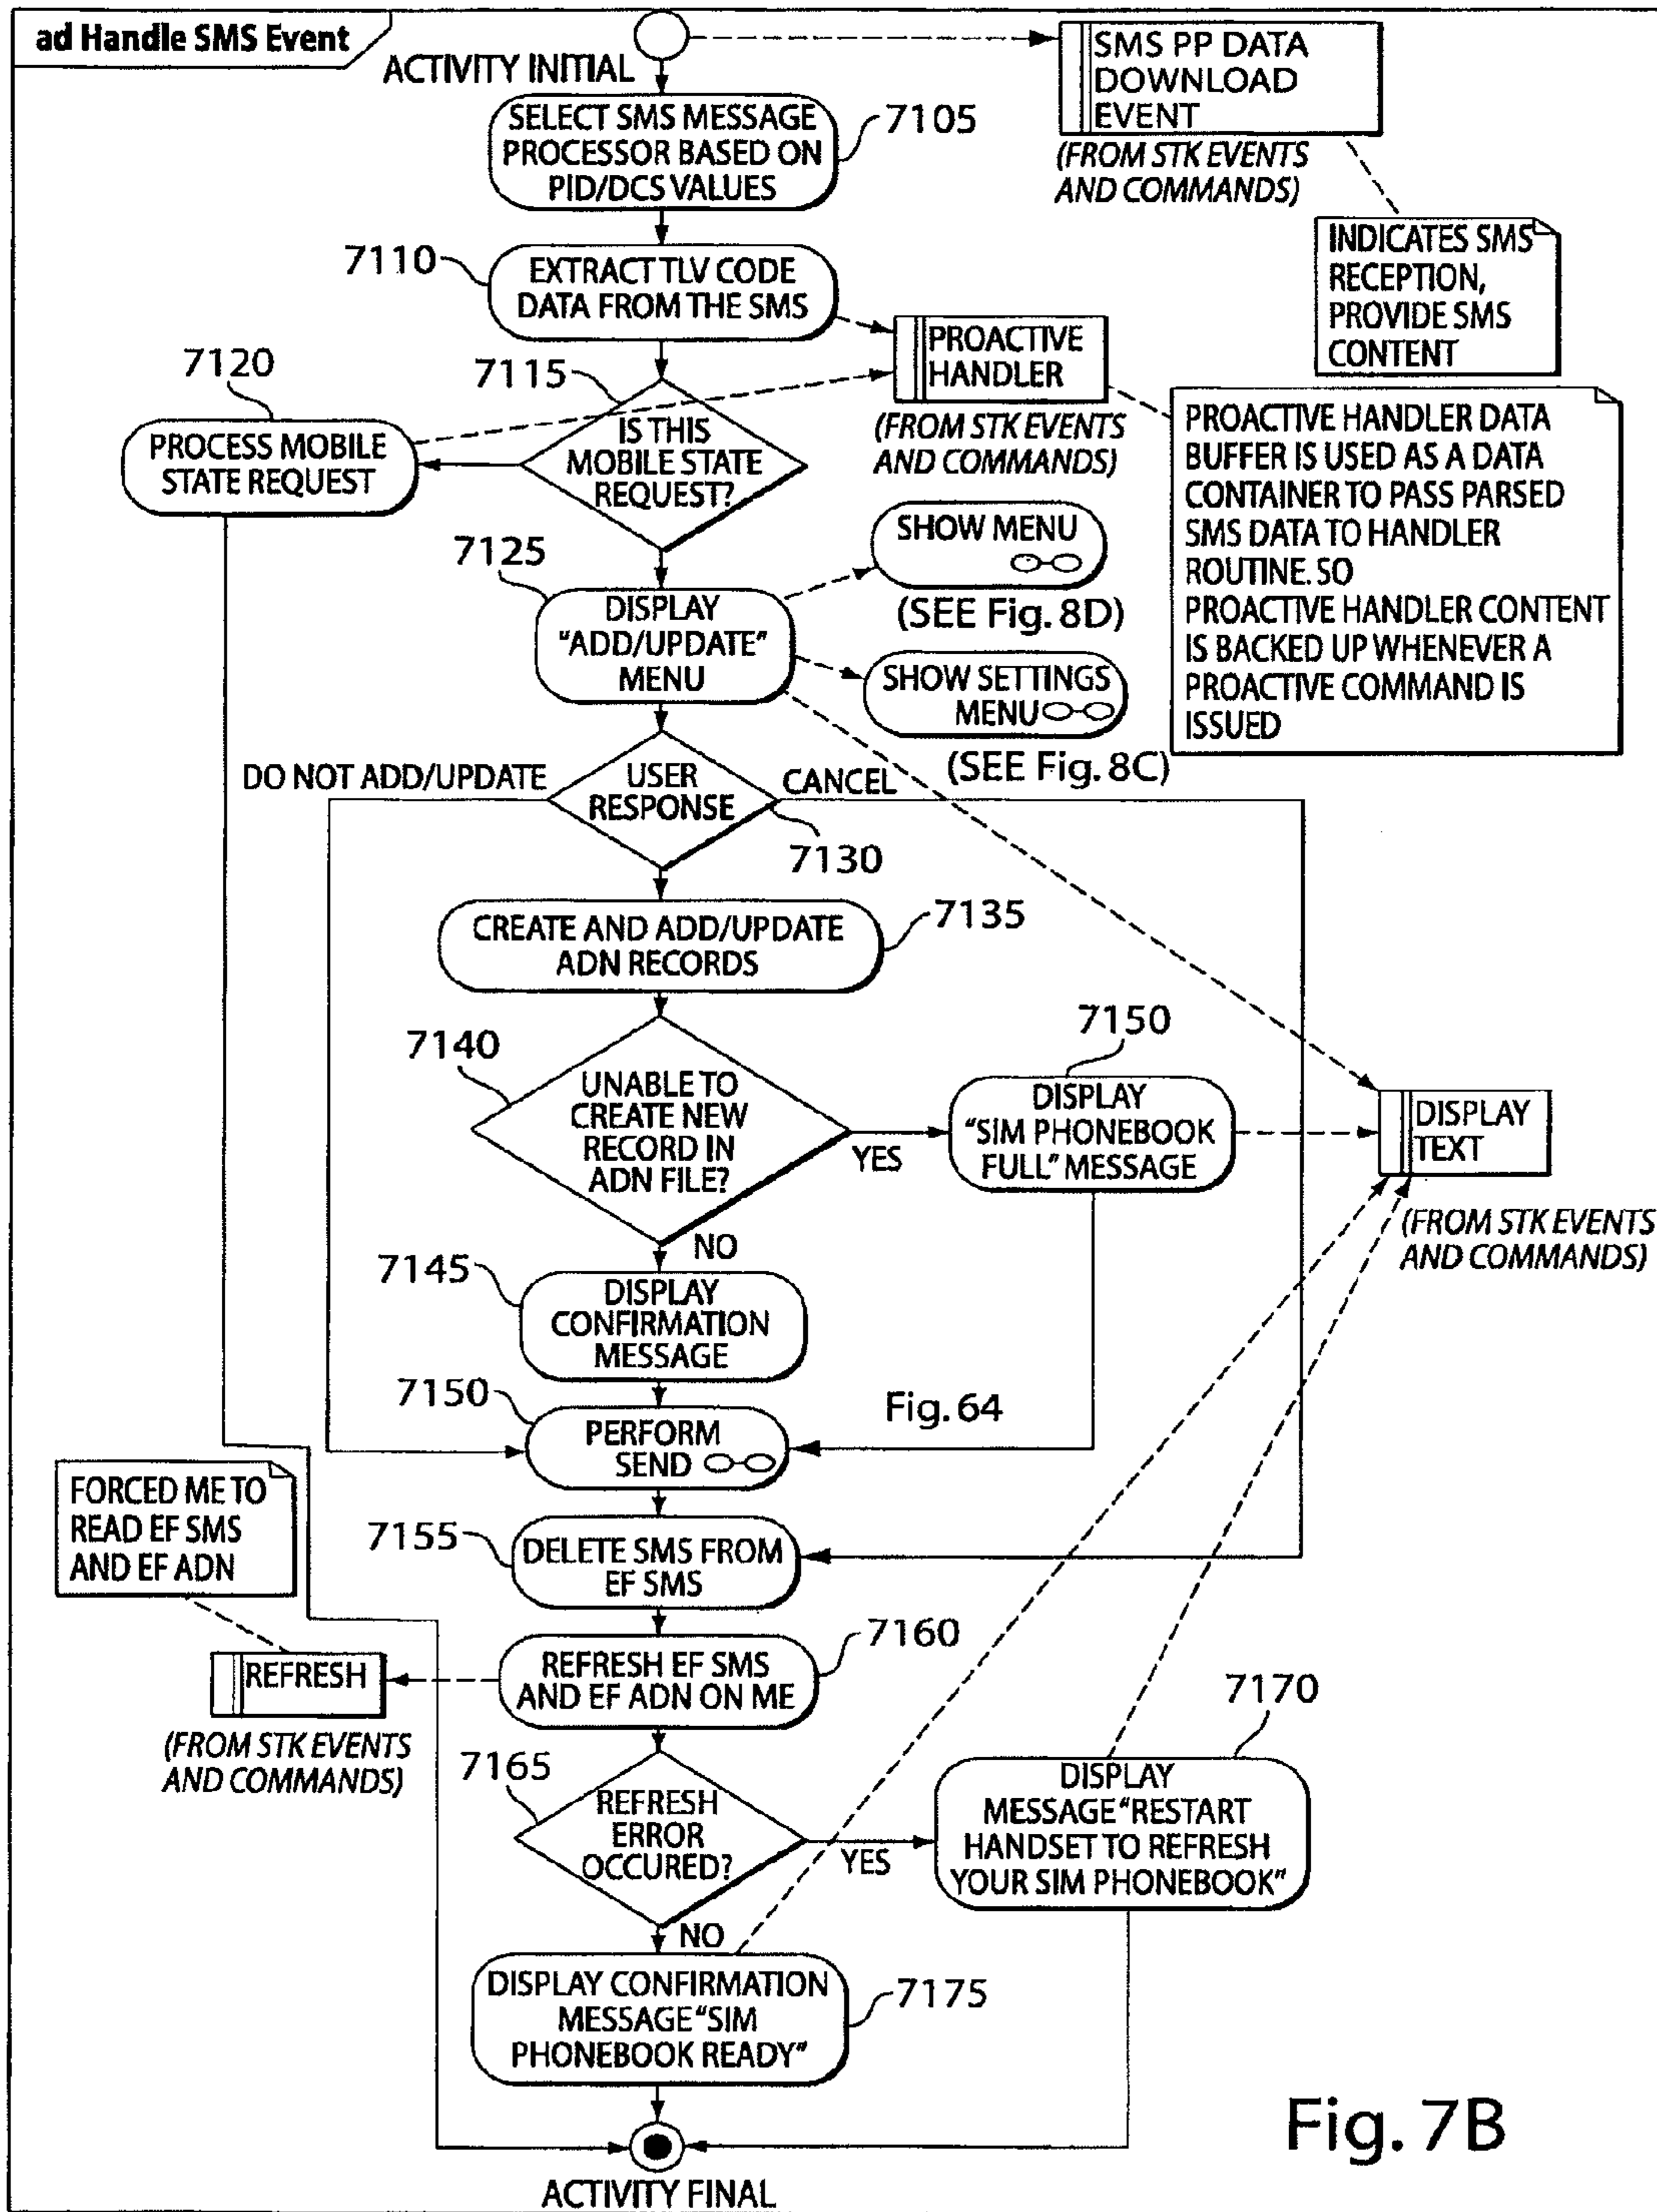 ad Handle SMS Event
ACTIVITY INITIAL
SMS PP DATA
DOWNLOAD
EVENT
(FROM STK EVENTS
AND COMMANDS)
SELECT SMS MESSAGE
PROCESSOR BASED ON
PID/DCS VALUES
7105
INDICATES SMS
RECEPTION,
PROVIDE SMS
CONTENT
7110
EXTRACT TLV CODE
DATA FROM THE SMS
PROACTIVE
HANDLER
(FROM STK EVENTS
AND COMMANDS)
7120
PROCESS MOBILE
STATE REQUEST
7115
IS THIS
MOBILE STATE
REQUEST?
PROACTIVE HANDLER DATA
BUFFER IS USED AS A DATA
CONTAINER TO PASS PARSED
SMS DATA TO HANDLER
ROUTINE. SO
PROACTIVE HANDLER CONTENT
IS BACKED UP WHENEVER A
PROACTIVE COMMAND IS
ISSUED
7125
DISPLAY
"ADD/UPDATE"
MENU
SHOW MENU
(SEE Fig. 8D)
SHOW SETTINGS
MENU
(SEE Fig. 8C)
DO NOT ADD/UPDATE
USER
RESPONSE
CANCEL
7130
CREATE AND ADD/UPDATE
ADN RECORDS
7135
7140
UNABLE TO
CREATE NEW
RECORD IN
ADN FILE?
YES
NO
7150
DISPLAY
"SIM PHONEBOOK
FULL" MESSAGE
DISPLAY
TEXT
(FROM STK EVENTS
AND COMMANDS)
7145
DISPLAY
CONFIRMATION
MESSAGE
7150
PERFORM
SEND
Fig. 64
FORCED ME TO
READ EF SMS
AND EF ADN
7155
DELETE SMS FROM
EF SMS
REFRESH
(FROM STK EVENTS
AND COMMANDS)
REFRESH EF SMS
AND EF ADN ON ME
7160
7165
REFRESH
ERROR
OCCURED?
YES
NO
7170
DISPLAY
MESSAGE "RESTART
HANDSET TO REFRESH
YOUR SIM PHONEBOOK"
DISPLAY CONFIRMATION
MESSAGE "SIM
PHONEBOOK READY"
7175
ACTIVITY FINAL
Fig. 7B